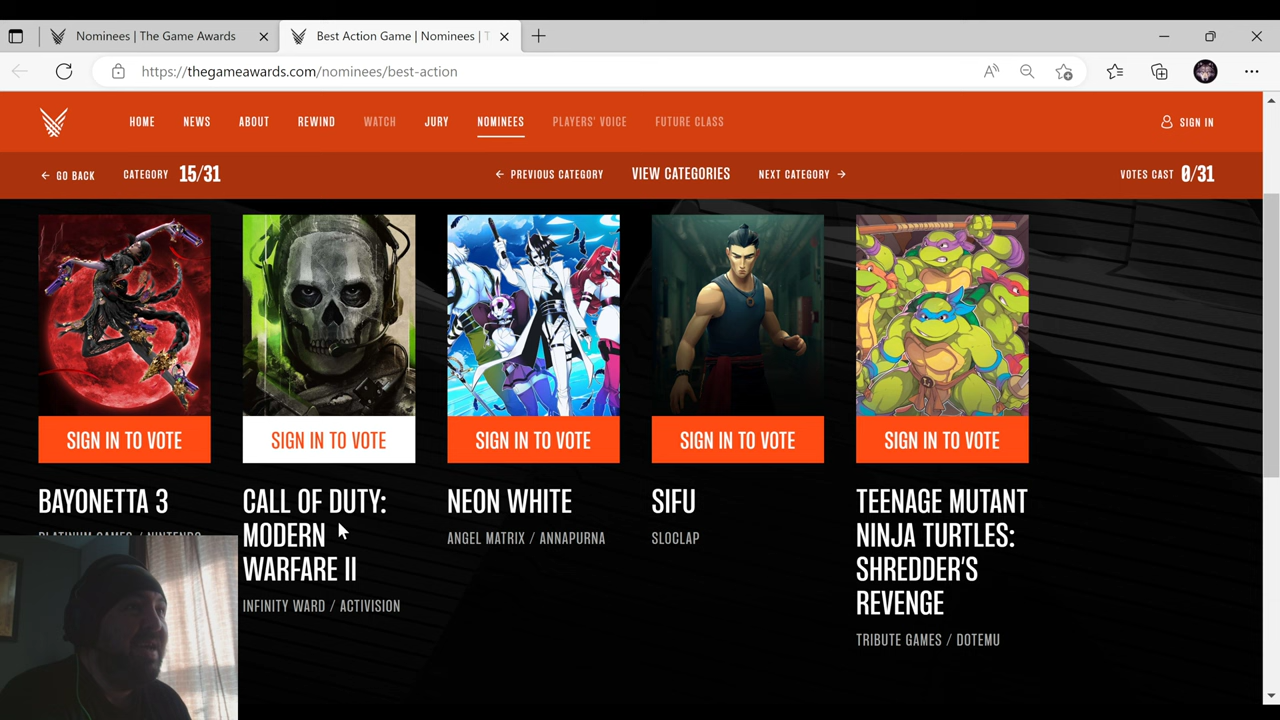 Nominees | The Game Awards
Best Action Game | Nominees | T
https://thegameawards.com/nominees/best-action
HOME NEWS ABOUT REWIND WATCH JURY NOMINEES PLAYERS' VOICE FUTURE CLASS SIGN IN
GO BACK CATEGORY 15/31 PREVIOUS CATEGORY VIEW CATEGORIES NEXT CATEGORY VOTES CAST 0/31
SIGN IN TO VOTE SIGN IN TO VOTE SIGN IN TO VOTE SIGN IN TO VOTE SIGN IN TO VOTE
BAYONETTA 3
PLATINUM GAMES / NINTENDO
CALL OF DUTY:
MODERN
WARFARE II
INFINITY WARD / ACTIVISION
NEON WHITE
ANGEL MATRIX / ANNAPURNA
SIFU
SLOCLAP
TEENAGE MUTANT
NINJA TURTLES:
SHREDDER'S
REVENGE
TRIBUTE GAMES / DOTEMU